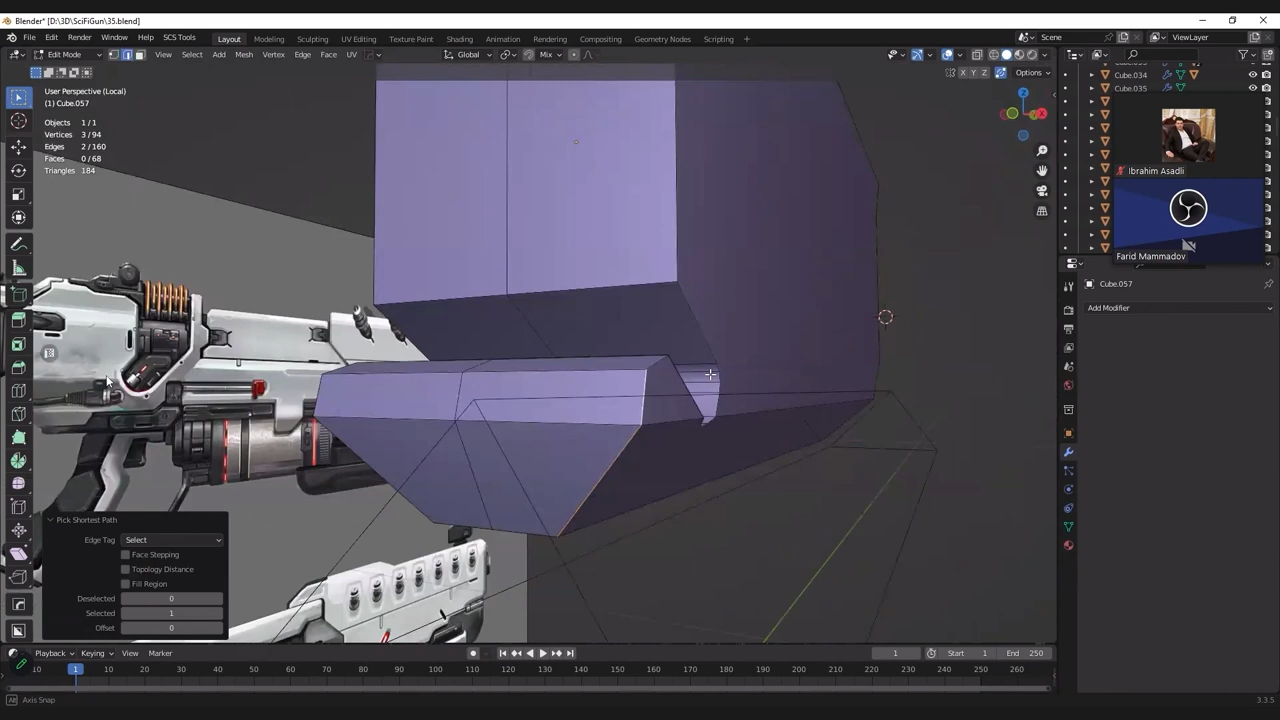 Blender* [D:\3D\SciFiGun\35.blend]
File Edit Render Window Help SCS Tools Layout Modeling Sculpting UV Editing Texture Paint Shading Animation Rendering Compositing Geometry Nodes Scripting + Scene ViewLayer
Edit Mode View Select Add Mesh Vertex Edge Face UV Global Mix
X Y Z Options
User Perspective (Local)
(1) Cube.057
Objects 1/1
Vertices 3/94
Edges 2/160
Faces 0/68
Triangles 184
Cube.034
Cube.035
Ibrahim Asadli
Farid Mammadov
Cube.057
Add Modifier
Pick Shortest Path
Edge Tag Select
Face Stepping
Topology Distance
Fill Region
Deselected 0
Selected 1
Offset 0
Playback Keying View Marker 1 Start 1 End 250
10 1 10 20 30 40 50 60 70 80 90 100 110 120 130 140 150 160 170 180 190 200 210 220 230 240 250 260
Alt Axis Snap 3.3.5